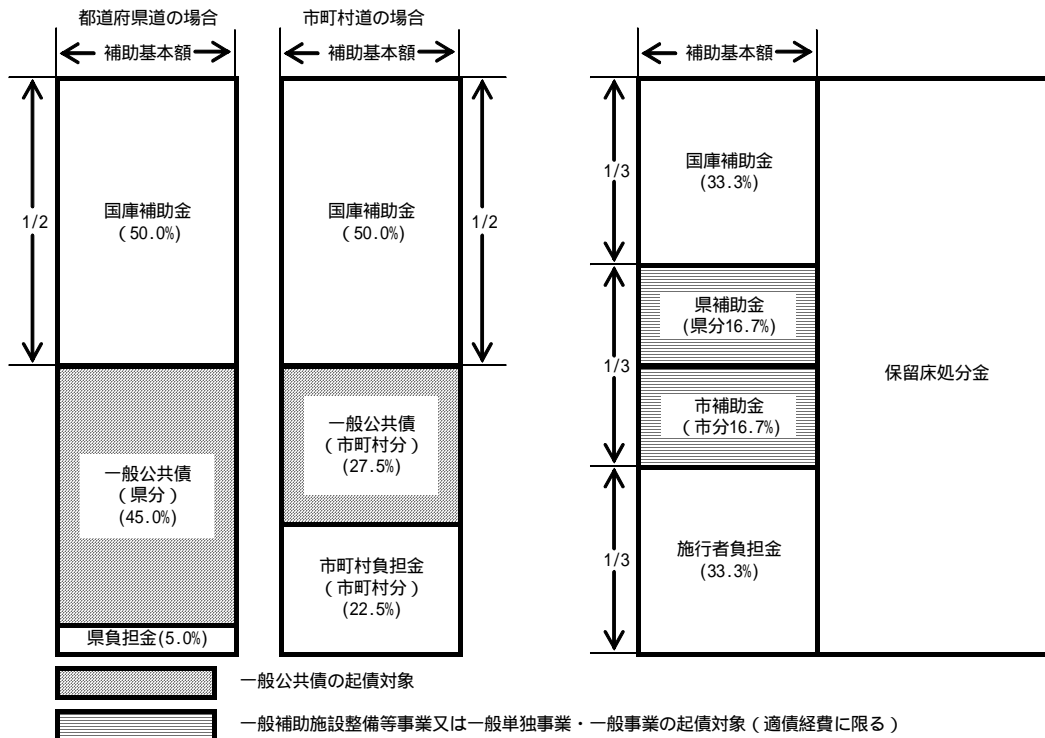 都道府県道の場合
補助基本額
1/2
国庫補助金
(50.0%)
一般公共債
(県分)
(45.0%)
県負担金(5.0%)
市町村道の場合
補助基本額
1/2
国庫補助金
(50.0%)
一般公共債
(市町村分)
(27.5%)
市町村負担金
(市町村分)
(22.5%)
補助基本額
1/3
国庫補助金
(33.3%)
1/3
県補助金
(県分16.7%)
市補助金
(市分16.7%)
1/3
施行者負担金
(33.3%)
保留床処分金
一般公共債の起債対象
一般補助施設整備等事業又は一般単独事業・一般事業の起債対象(適債経費に限る)